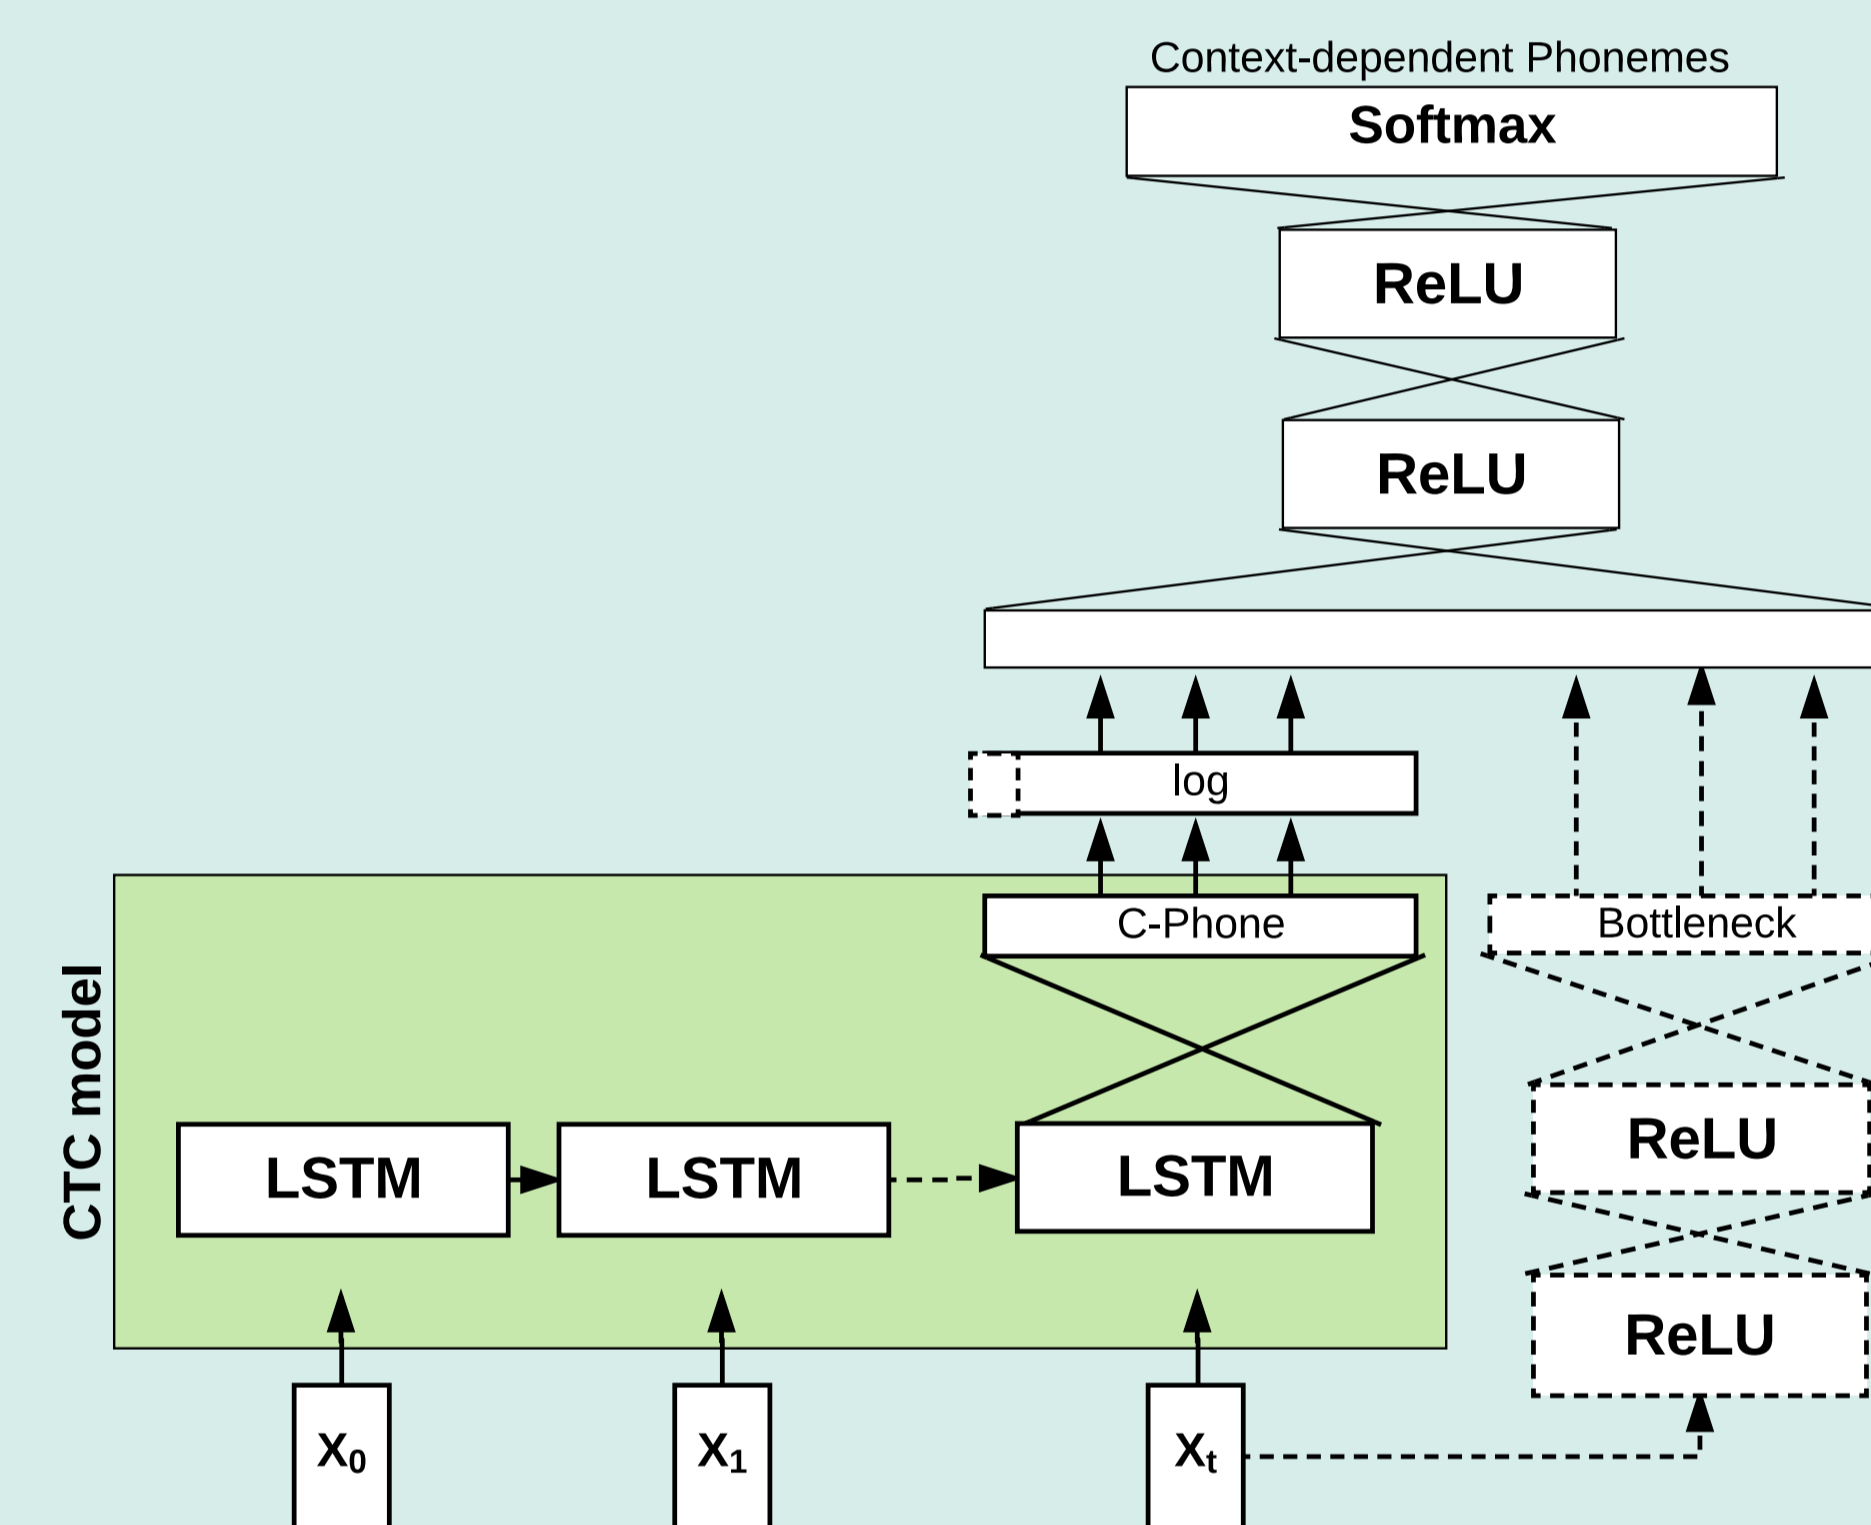 Context-dependent Phonemes
Softmax
ReLU
ReLU
log
C-Phone
Bottleneck
CTC model
LSTM
LSTM
LSTM
ReLU
ReLU
X₀
X₁
Xt